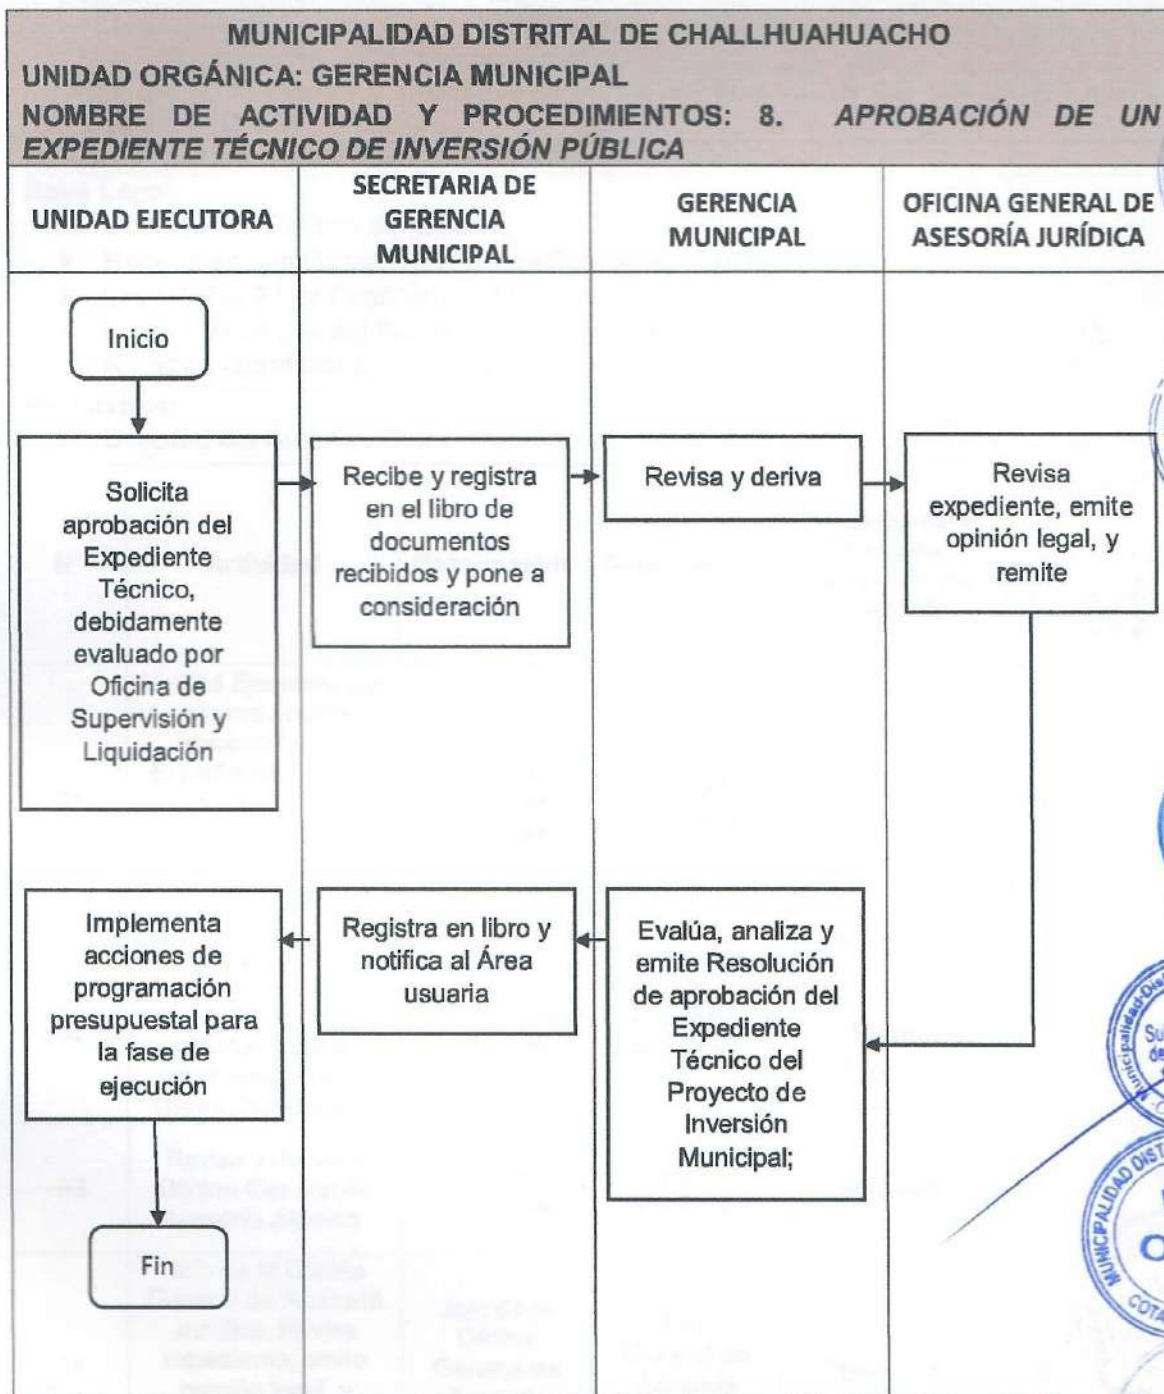 MUNICIPALIDAD DISTRITAL DE CHALLHUAHUACHO
UNIDAD ORGÁNICA: GERENCIA MUNICIPAL
NOMBRE DE ACTIVIDAD Y PROCEDIMIENTOS: 8. APROBACIÓN DE UN
EXPEDIENTE TÉCNICO DE INVERSIÓN PÚBLICA
UNIDAD EJECUTORA
SECRETARIA DE
GERENCIA
MUNICIPAL
GERENCIA
MUNICIPAL
OFICINA GENERAL DE
ASESORÍA JURÍDICA
Inicio
Solicita
aprobación del
Expediente
Técnico,
debidamente
evaluado por
Oficina de
Supervisión y
Liquidación
Recibe y registra
en el libro de
documentos
recibidos y pone a
consideración
Revisa y deriva
Revisa
expediente, emite
opinión legal, y
remite
Implementa
acciones de
programación
presupuestal para
la fase de
ejecución
Registra en libro y
notifica al Área
usuaria
Evalúa, analiza y
emite Resolución
de aprobación del
Expediente
Técnico del
Proyecto de
Inversión
Municipal;
Fin
MUNICIPALIDAD